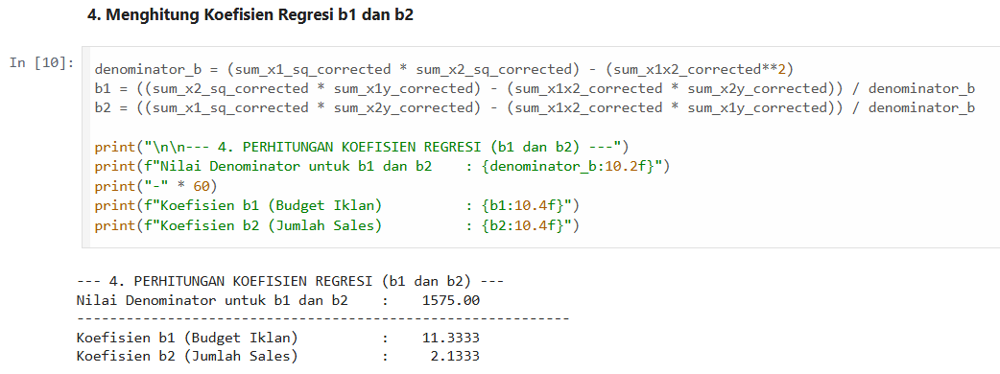 4. Menghitung Koefisien Regresi b1 dan b2
In [10]:
denominator_b = (sum_x1_sq_corrected * sum_x2_sq_corrected) - (sum_x1x2_corrected**2)
b1 = ((sum_x2_sq_corrected * sum_x1y_corrected) - (sum_x1x2_corrected * sum_x2y_corrected)) / denominator_b
b2 = ((sum_x1_sq_corrected * sum_x2y_corrected) - (sum_x1x2_corrected * sum_x1y_corrected)) / denominator_b
print("\n\n--- 4. PERHITUNGAN KOEFISIEN REGRESI (b1 dan b2) ---")
print(f"Nilai Denominator untuk b1 dan b2    : {denominator_b:10.2f}")
print("-" * 60)
print(f"Koefisien b1 (Budget Iklan)          : {b1:10.4f}")
print(f"Koefisien b2 (Jumlah Sales)          : {b2:10.4f}")
--- 4. PERHITUNGAN KOEFISIEN REGRESI (b1 dan b2) ---
Nilai Denominator untuk b1 dan b2    :    1575.00
------------------------------------------------------------
Koefisien b1 (Budget Iklan)          :    11.3333
Koefisien b2 (Jumlah Sales)          :     2.1333